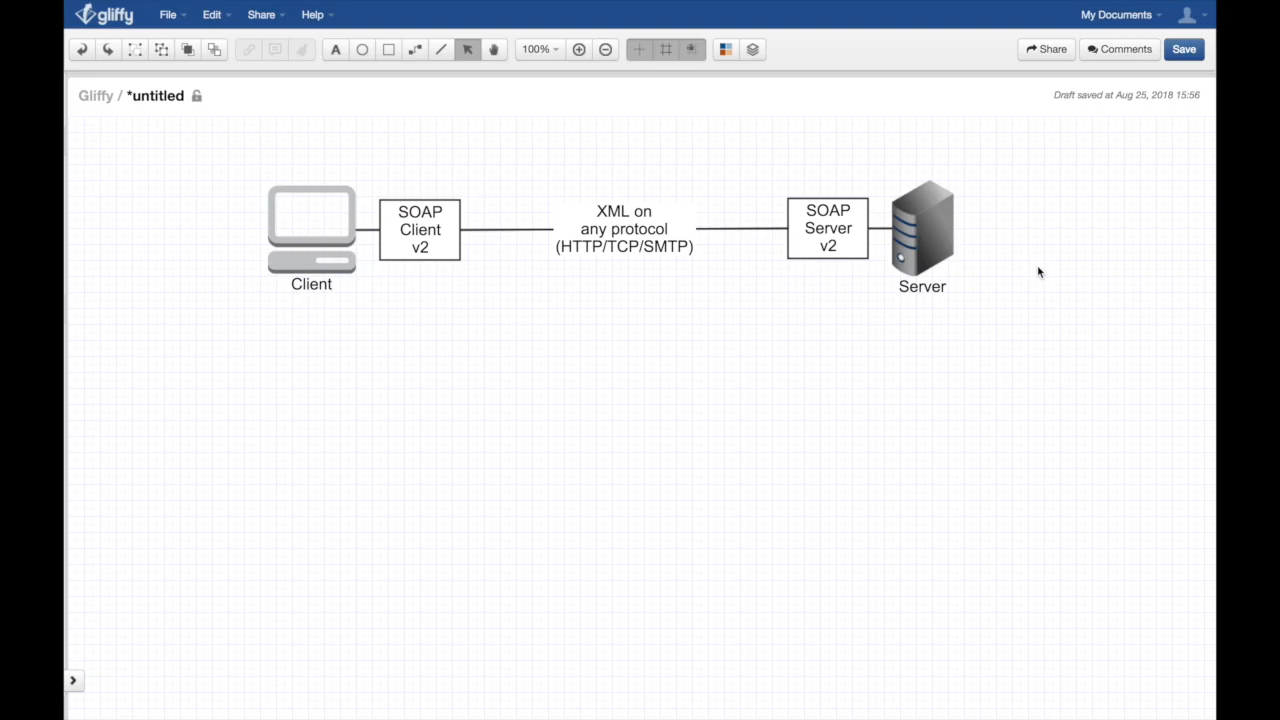 gliffy File Edit Share Help My Documents
A 100% Share Comments Save
Gliffy / *untitled Draft saved at Aug 25, 2018 15:56
SOAP
Client
v2
XML on
any protocol
(HTTP/TCP/SMTP)
SOAP
Server
v2
Client
Server